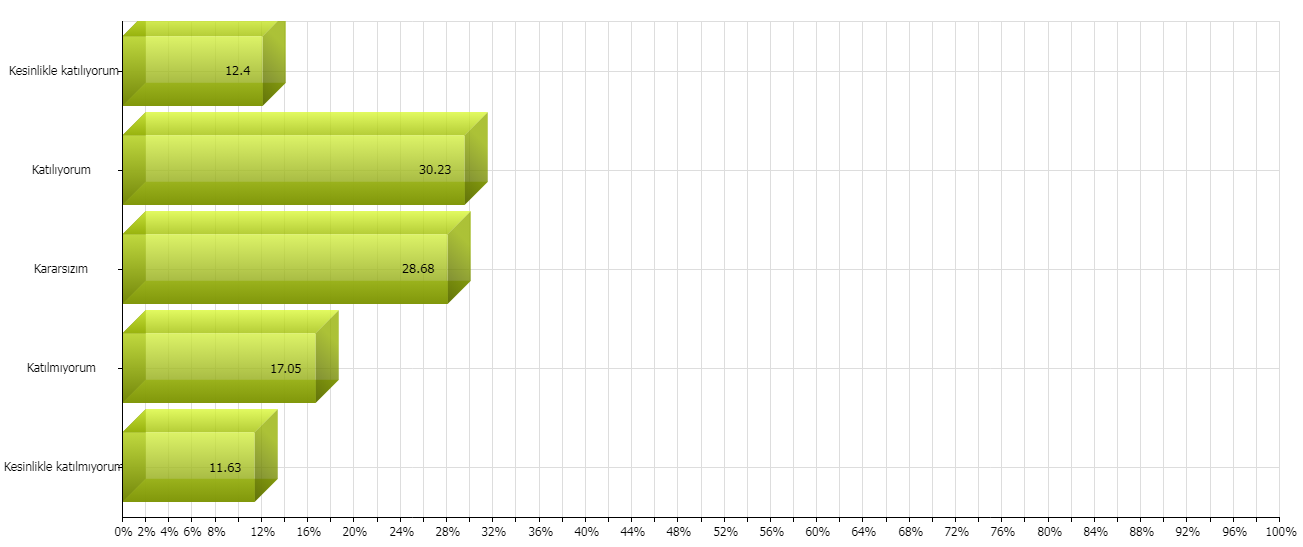 Kesinlikle katılıyorum
12.4
Katılıyorum
30.23
Kararsızım
28.68
Katılmıyorum
17.05
Kesinlikle katılmıyorum
11.63
0% 2% 4% 6% 8% 12% 16% 20% 24% 28% 32% 36% 40% 44% 48% 52% 56% 60% 64% 68% 72% 76% 80% 84% 88% 92% 96% 100%